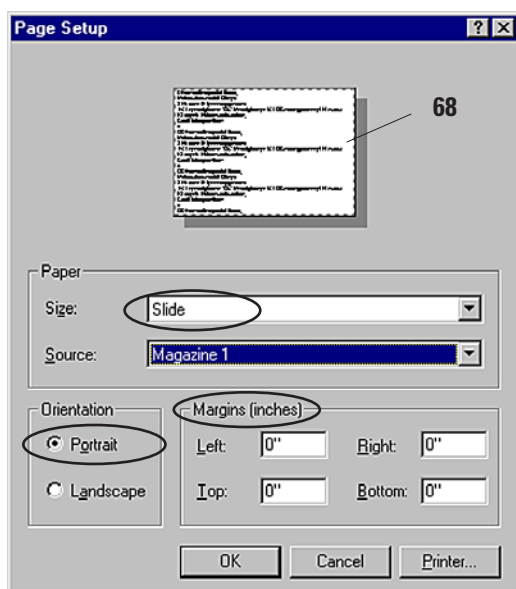 Page Setup
68
Paper
Size: Slide
Source: Magazine 1
Orientation Margins (inches)
Portrait Left: 0" Right: 0"
Landscape Top: 0" Bottom: 0"
OK Cancel Printer...